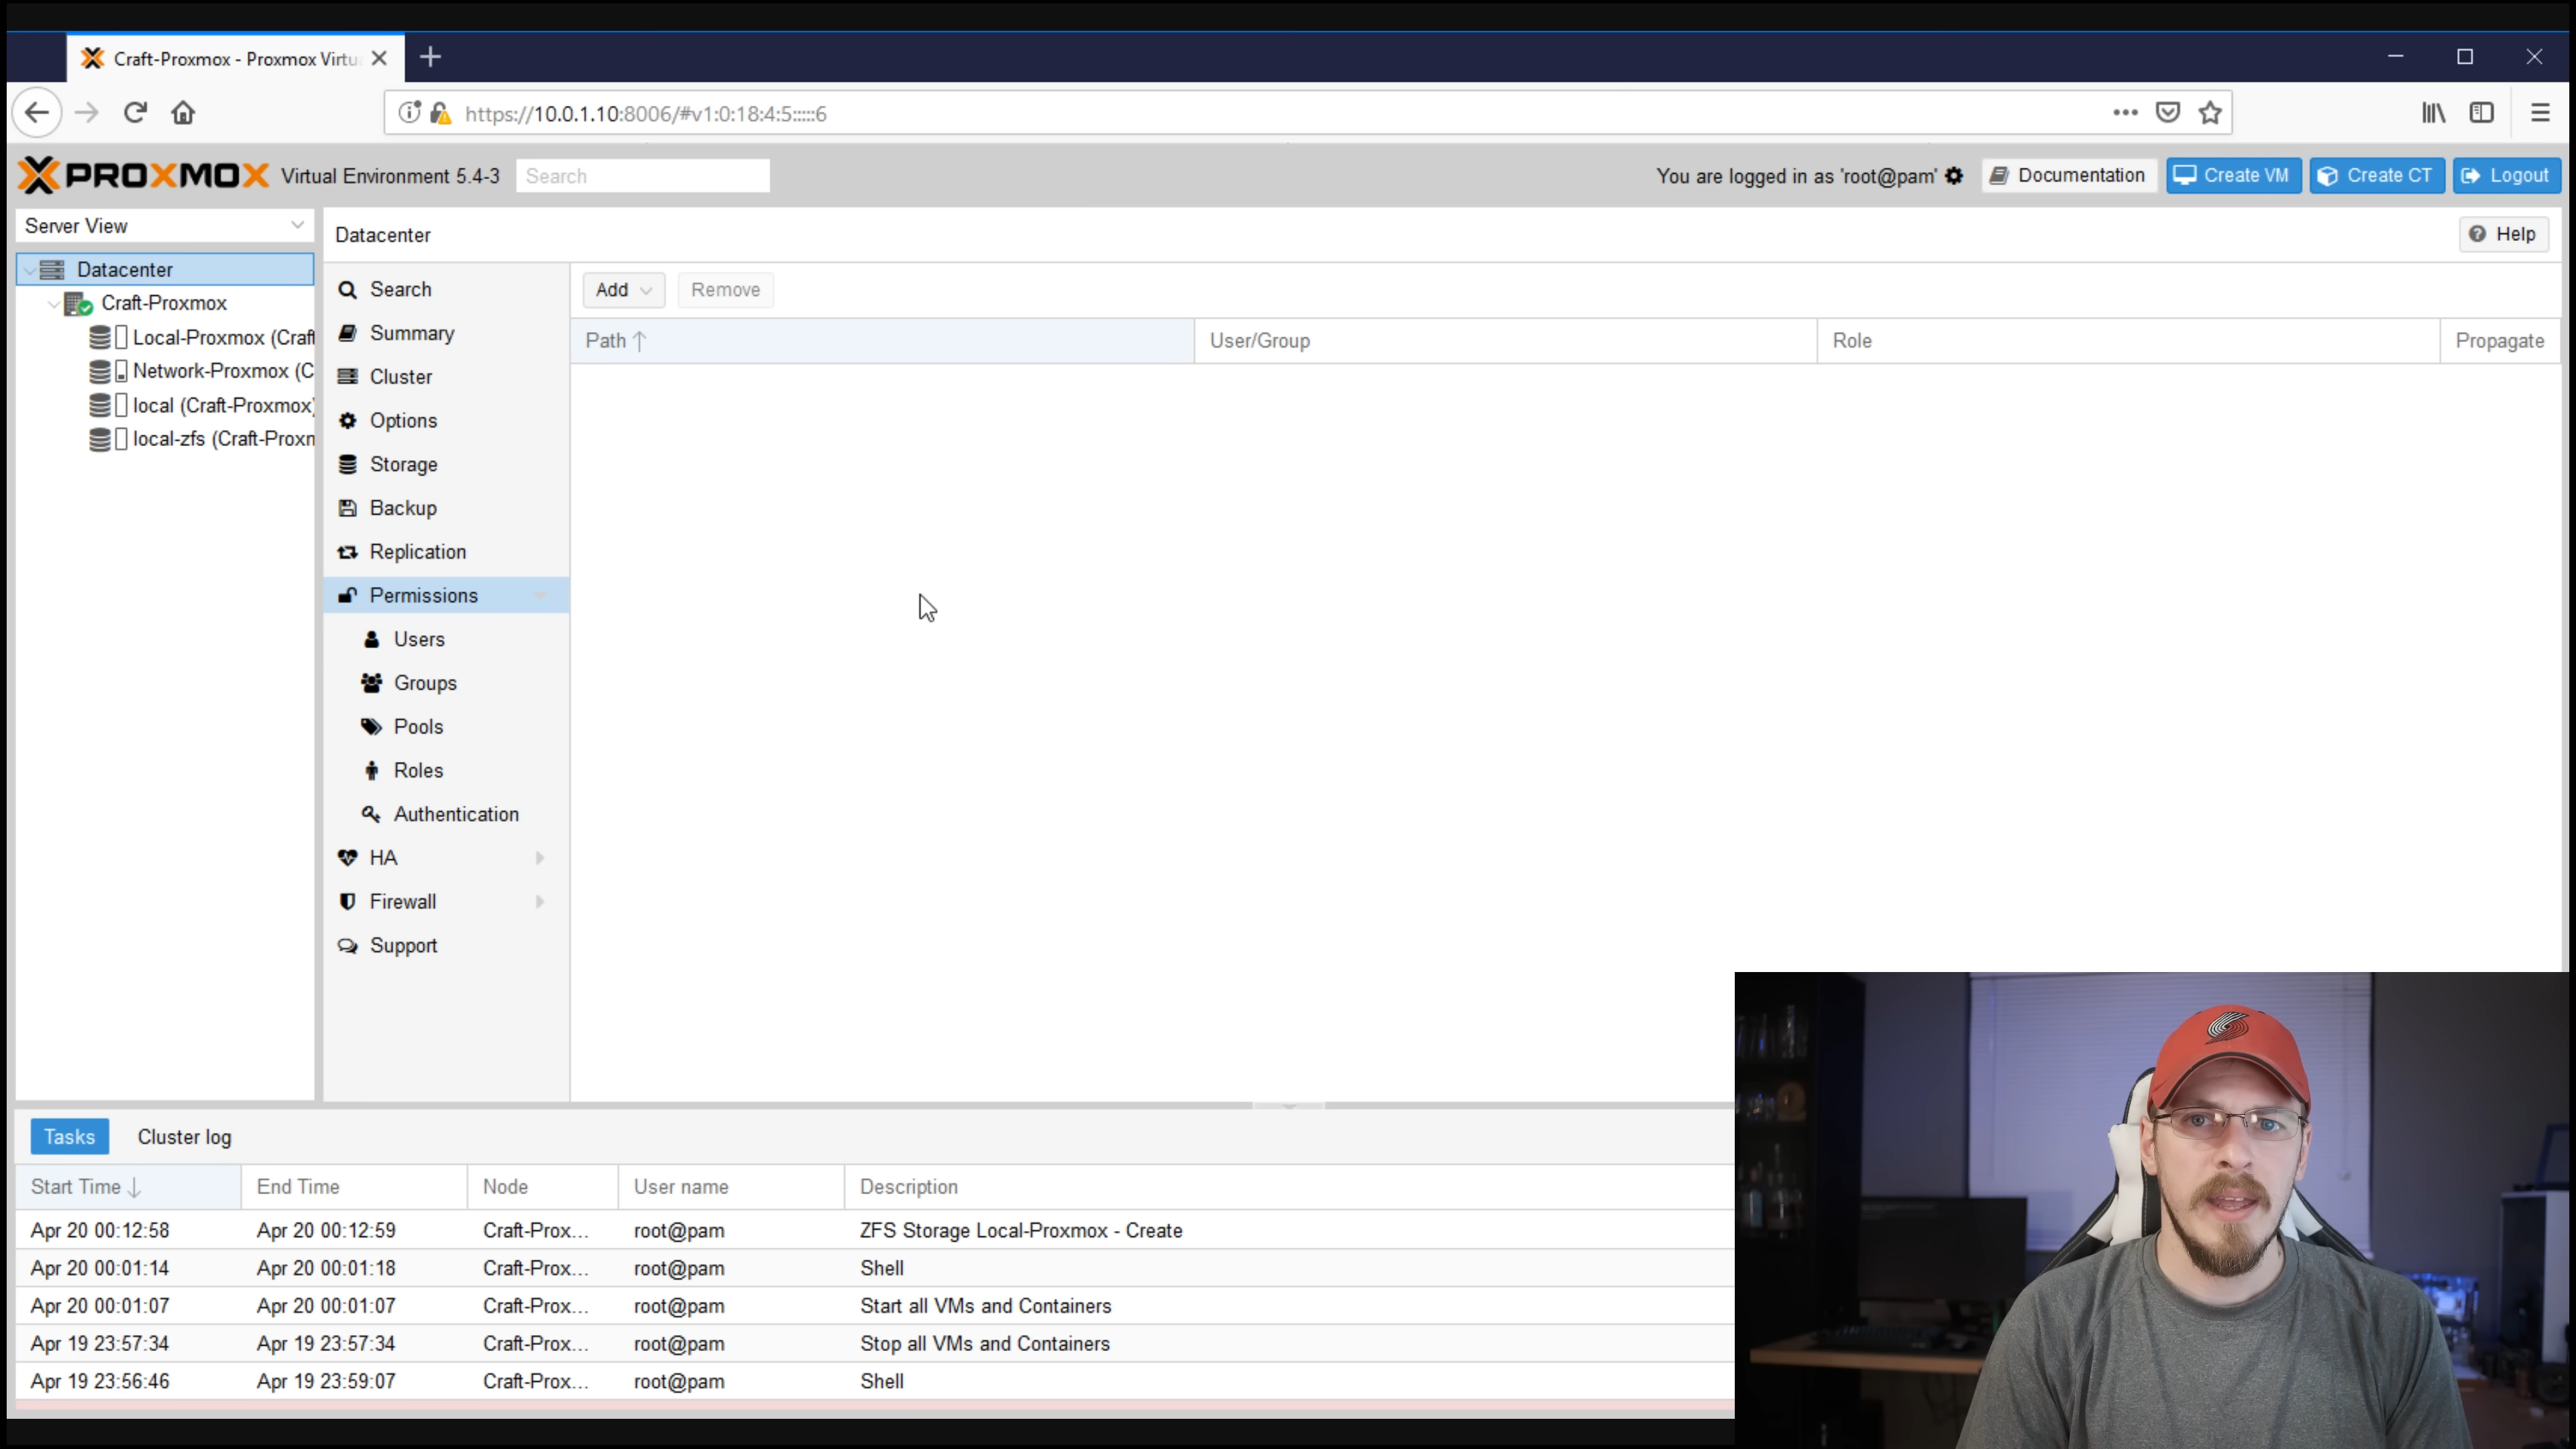 Craft-Proxmox - Proxmox Virtu
https://10.0.1.10:8006/#v1:0:18:4:5:::::6
PROXMOX Virtual Environment 5.4-3 Search You are logged in as 'root@pam' Documentation Create VM Create CT Logout
Server View
Datacenter
Help
Datacenter
Craft-Proxmox
Local-Proxmox (Craf
Network-Proxmox (C
local (Craft-Proxmox)
local-zfs (Craft-Proxn
Search
Summary
Cluster
Options
Storage
Backup
Replication
Permissions
Users
Groups
Pools
Roles
Authentication
HA
Firewall
Support
Add Remove
Path User/Group Role Propagate
Tasks Cluster log
Start Time End Time Node User name Description
Apr 20 00:12:58 Apr 20 00:12:59 Craft-Prox... root@pam ZFS Storage Local-Proxmox - Create
Apr 20 00:01:14 Apr 20 00:01:18 Craft-Prox... root@pam Shell
Apr 20 00:01:07 Apr 20 00:01:07 Craft-Prox... root@pam Start all VMs and Containers
Apr 19 23:57:34 Apr 19 23:57:34 Craft-Prox... root@pam Stop all VMs and Containers
Apr 19 23:56:46 Apr 19 23:59:07 Craft-Prox... root@pam Shell